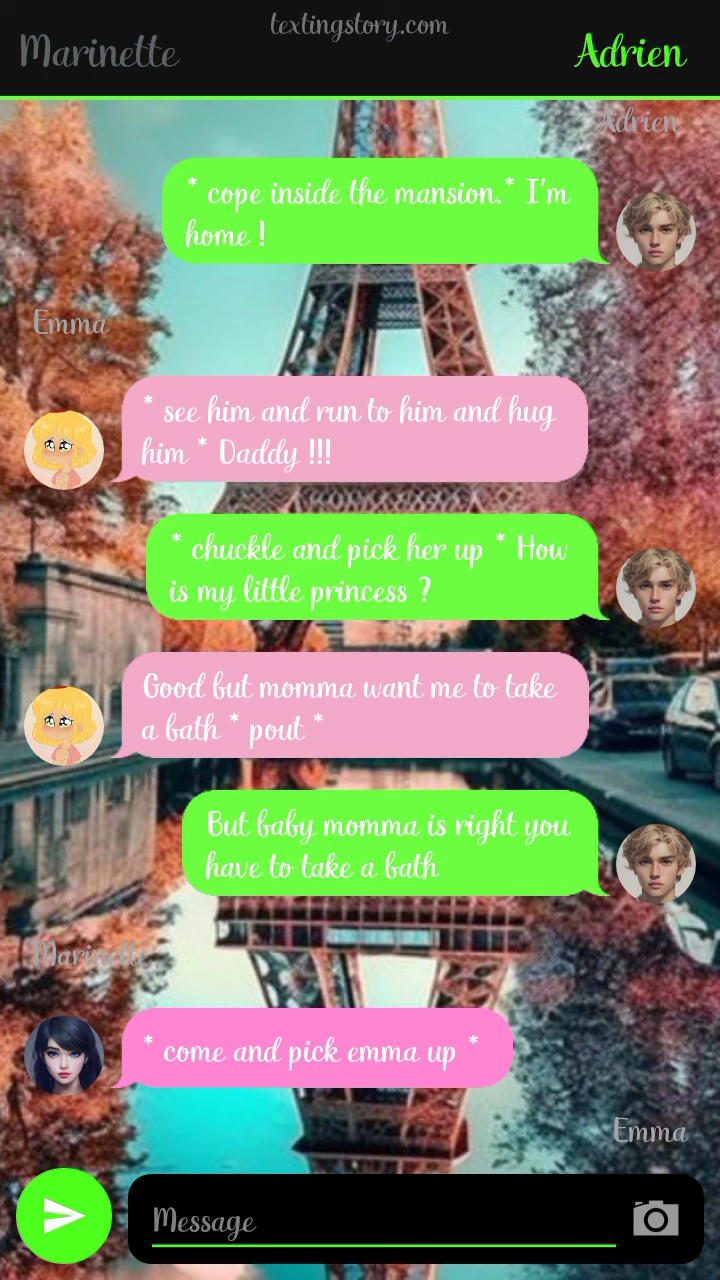 textingstory.com
Marinette
Adrien
Adrien
* cope inside the mansion.* I'm
home !
Emma
* see him and run to him and hug
him * Daddy !!!
* chuckle and pick her up * How
is my little princess ?
Good but momma want me to take
a bath * pout *
But baby momma is right you
have to take a bath
Marinette
* come and pick emma up *
Emma
Message